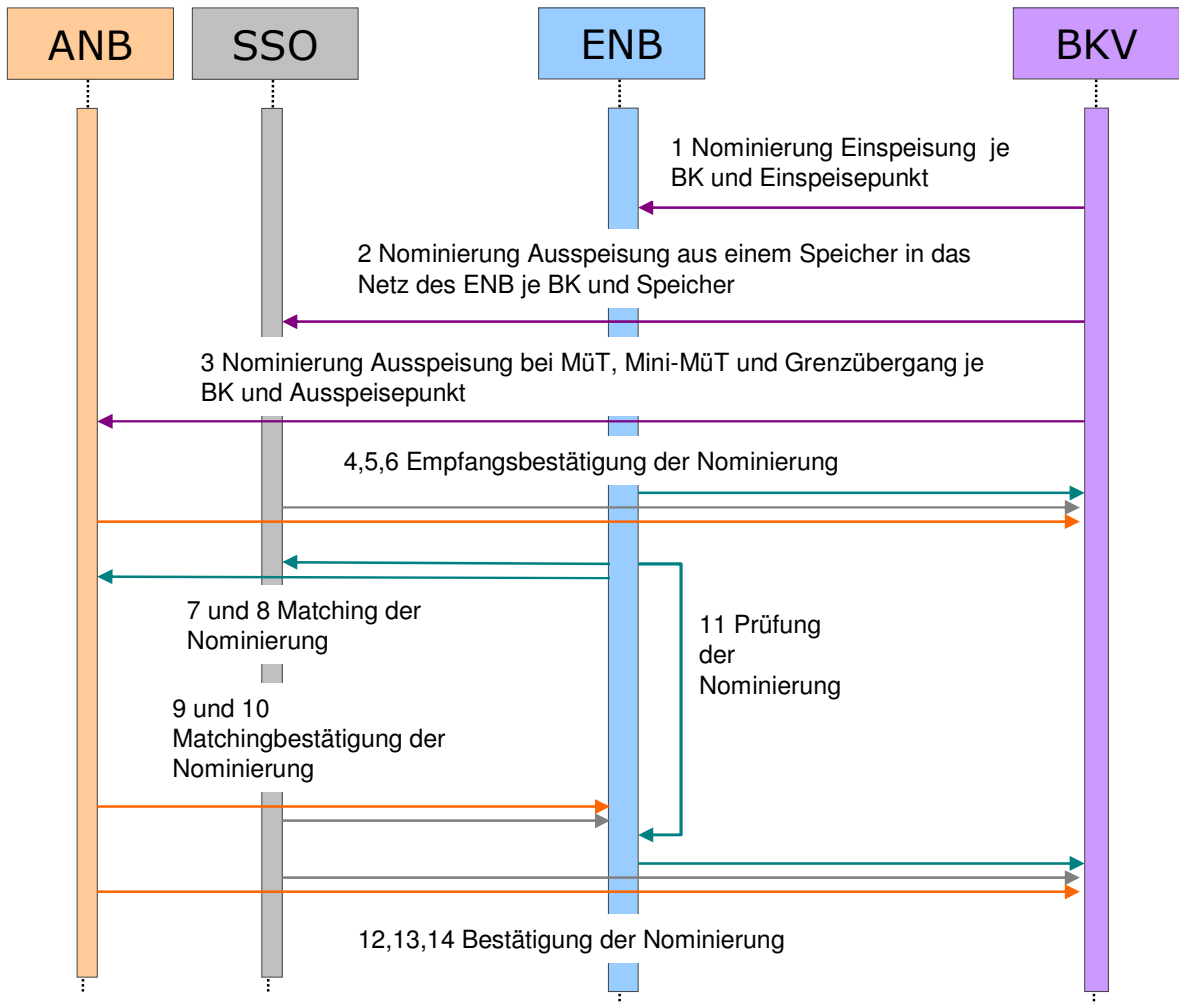 ANB
SSO
ENB
BKV
1 Nominierung Einspeisung je
BK und Einspeisepunkt
2 Nominierung Ausspeisung aus einem Speicher in das
Netz des ENB je BK und Speicher
3 Nominierung Ausspeisung bei MüT, Mini-MüT und Grenzübergang je
BK und Ausspeisepunkt
4,5,6 Empfangsbestätigung der Nominierung
7 und 8 Matching der
Nominierung
11 Prüfung
der
Nominierung
9 und 10
Matchingbestätigung der
Nominierung
12,13,14 Bestätigung der Nominierung